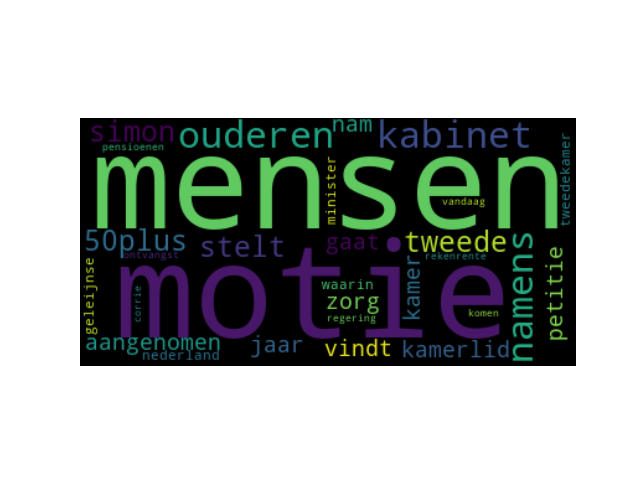 simon ouderen nam kabinet
pensioenen
mensen
minister
vandaag
tweedekamer
50plus stelt gaat tweede
ontvangst
rekenrente
motie
geleijnse
corrie
waarin
zorg
regering
kamer
komen
namens
petitie
aangenomen
nederland
jaar vindt kamerlid